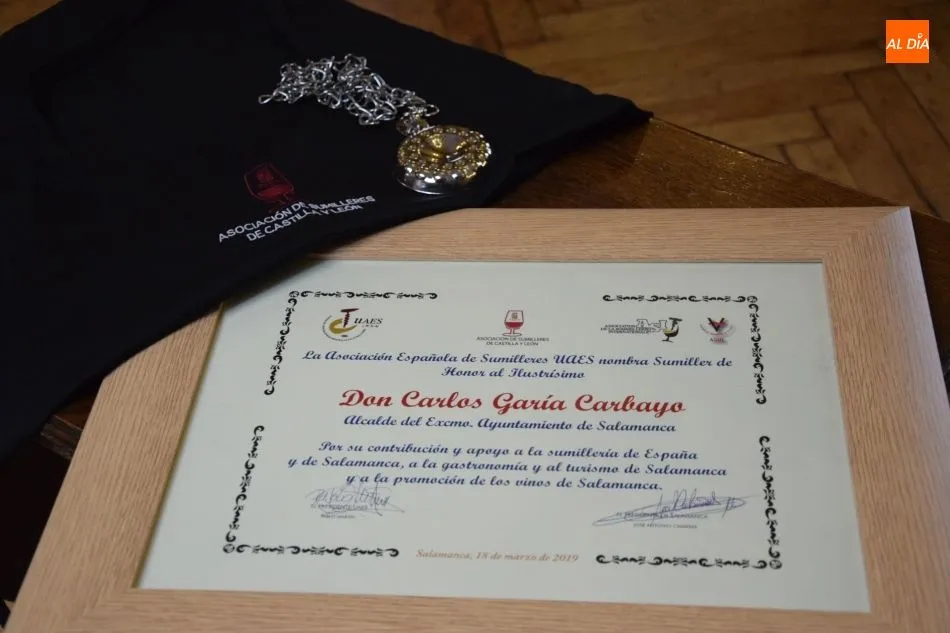 AL DÍA
ASOCIACIÓN DE SUMILLERES
DE CASTILLA Y LEÓN
UAES
ASOCIACIÓN DE SUMILLERES
DE CASTILLA Y LEÓN
La Asociación Española de Sumilleres UAES nombra Sumiller de
Honor al Ilustrísimo
Don Carlos Garía Carbayo
Alcalde del Excmo. Ayuntamiento de Salamanca
Por su contribución y apoyo a la sumillería de España
y de Salamanca, a la gastronomía y al turismo de Salamanca
y a la promoción de los vinos de Salamanca.
Salamanca, 18 de marzo de 2019